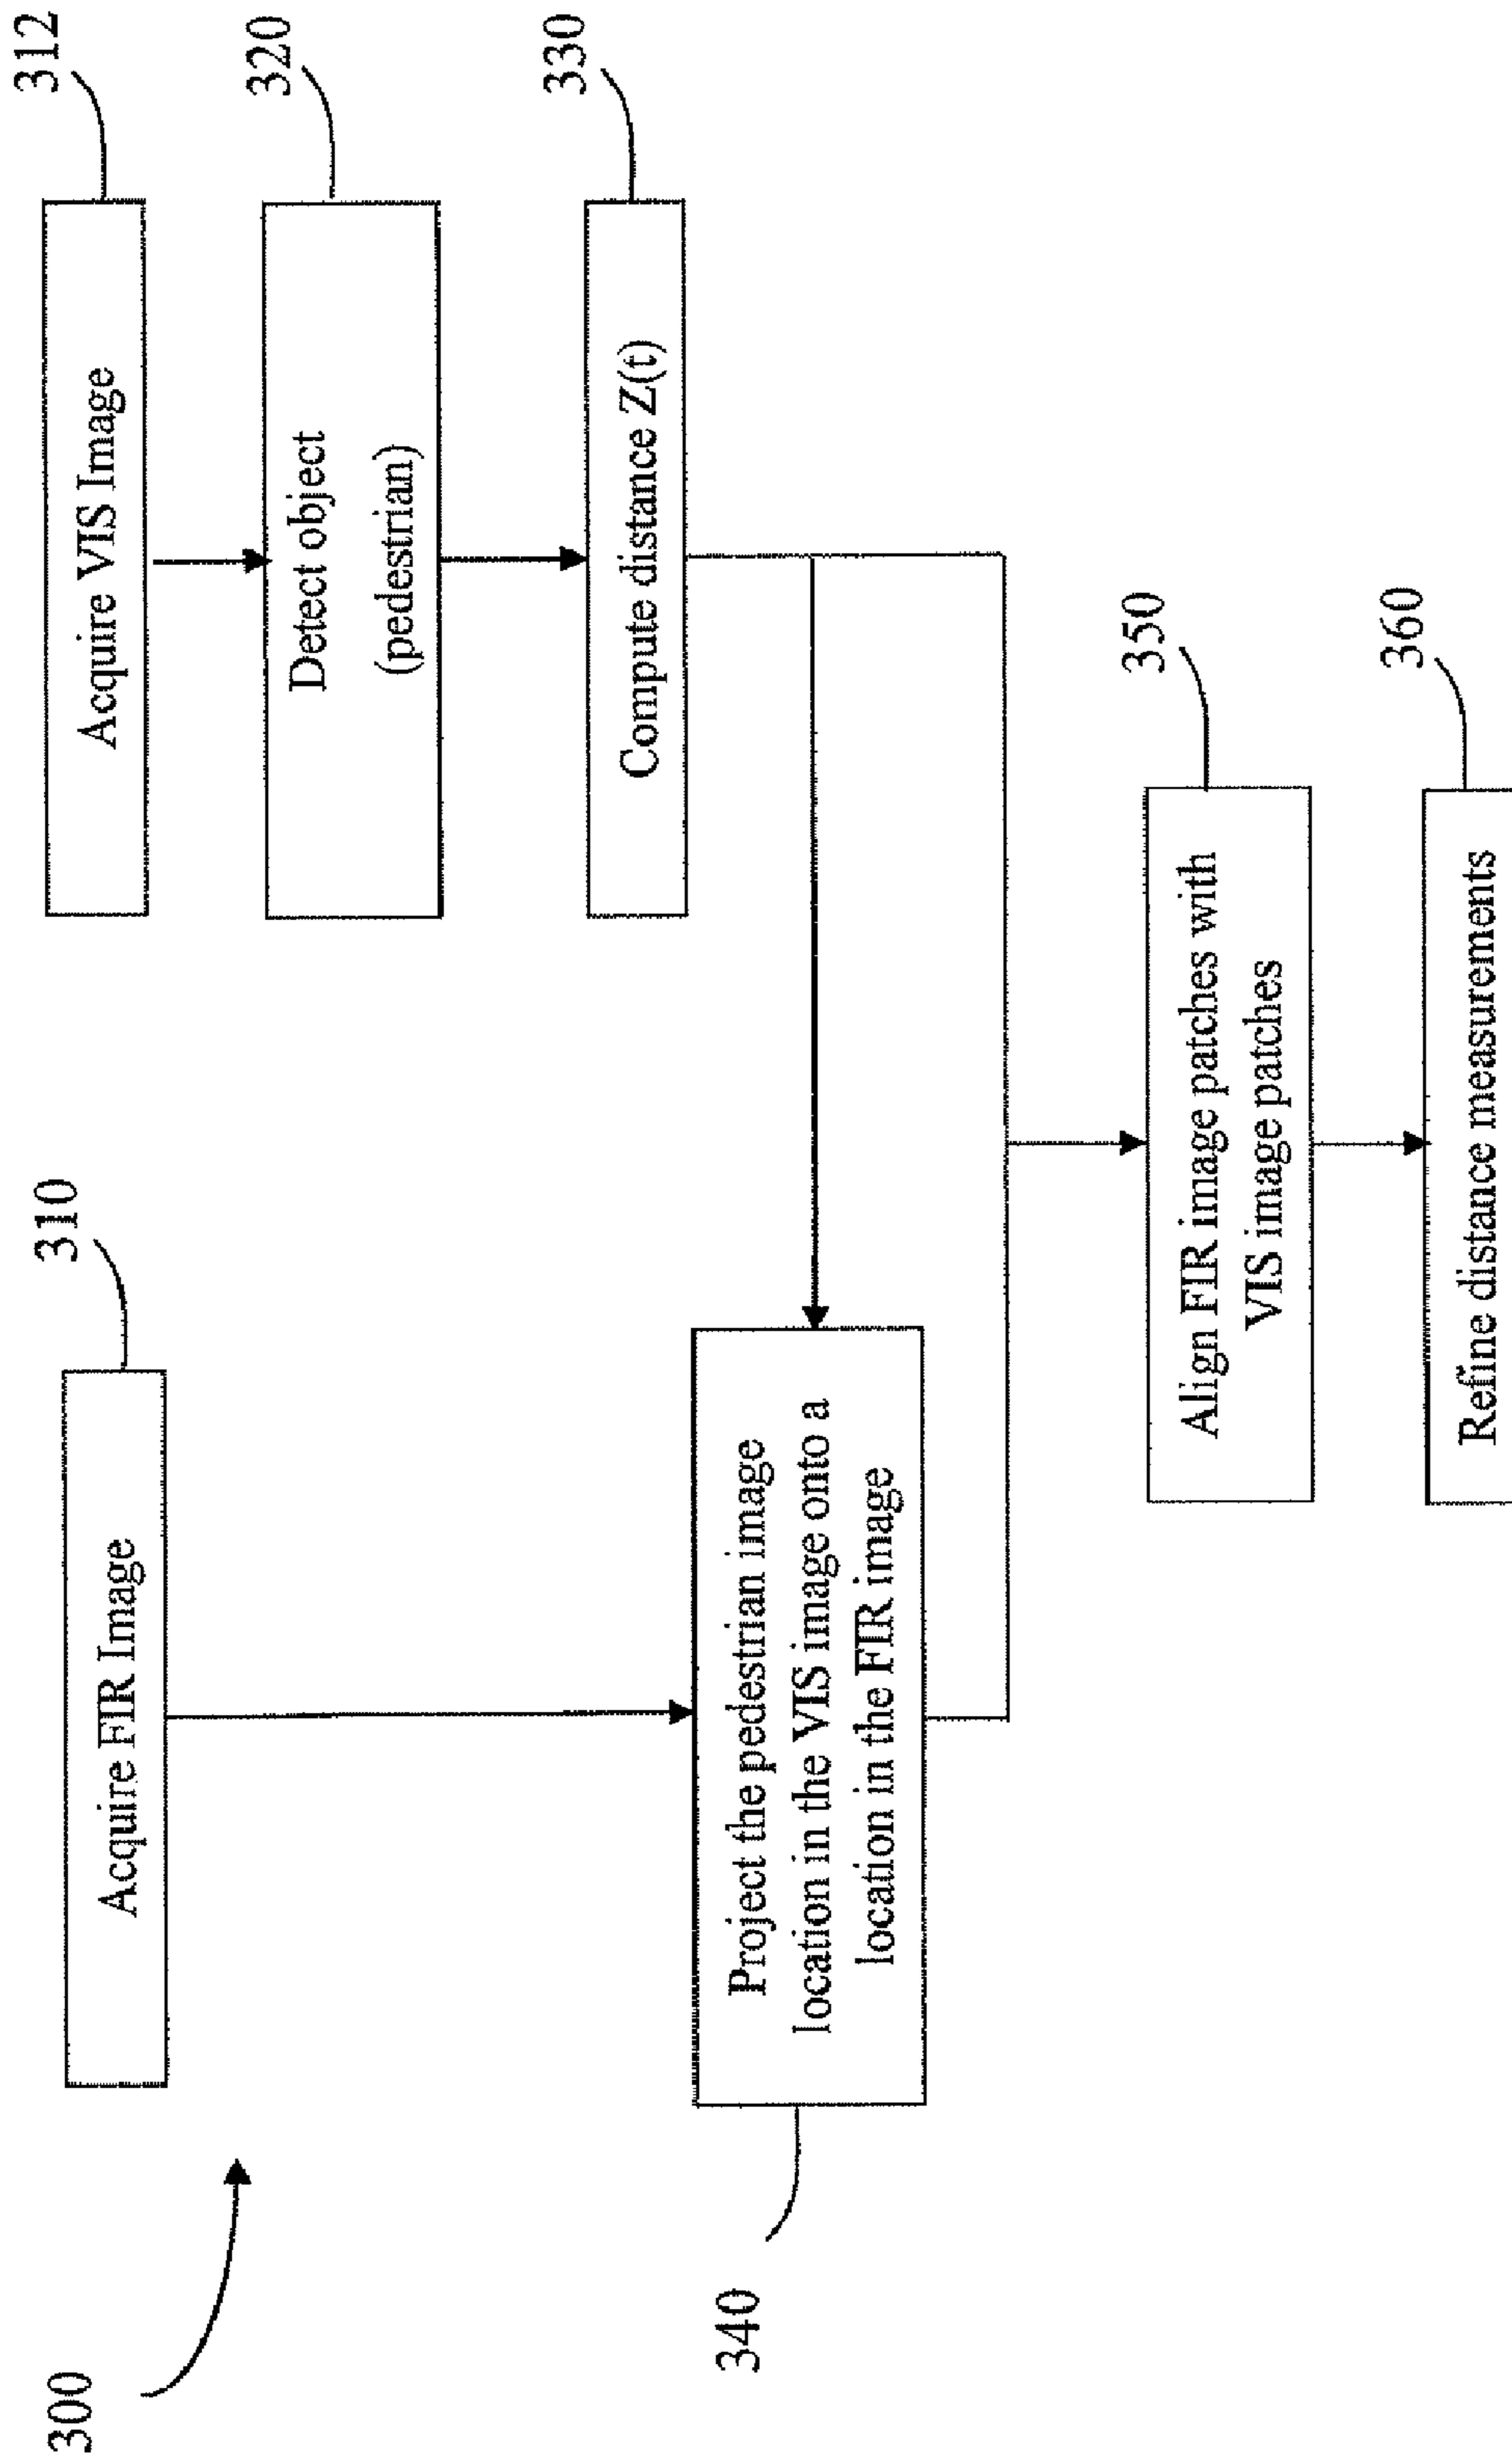 300
310
Acquire FIR Image
312
Acquire VIS Image
320
Detect object
(pedestrian)
330
Compute distance Z(t)
340
Project the pedestrian image
location in the VIS image onto a
location in the FIR image
350
Align FIR image patches with
VIS image patches
360
Refine distance measurements